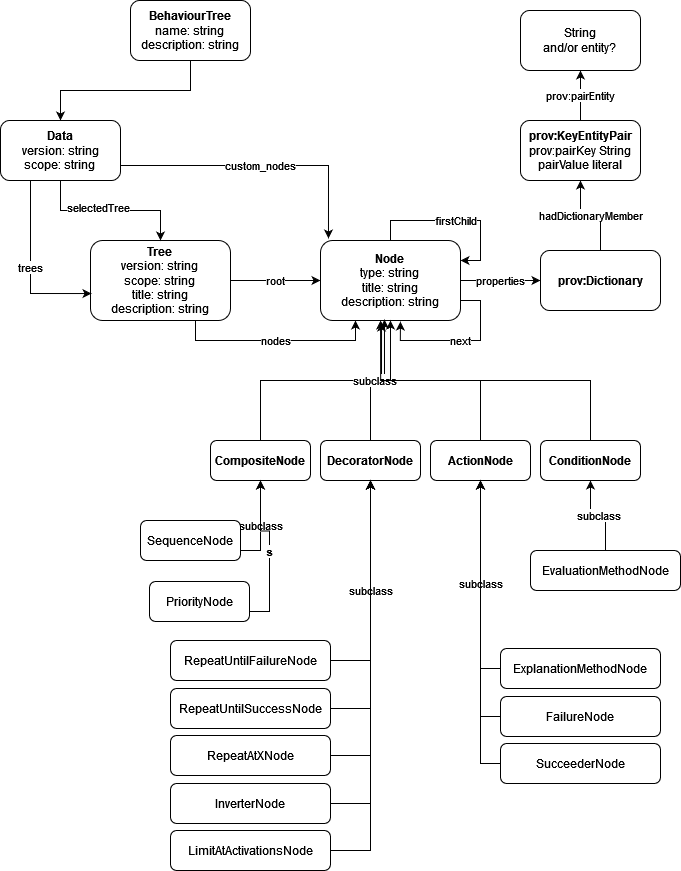 BehaviourTree
name: string
description: string
String
and/or entity?
prov:pairEntity
Data
version: string
scope: string
prov:KeyEntityPair
prov:pairKey String
pairValue literal
custom_nodes
selectedTree
firstChild
hadDictionaryMember
trees
Tree
version: string
scope: string
title: string
description: string
root
Node
type: string
title: string
description: string
properties
prov:Dictionary
nodes
next
subclass
CompositeNode
DecoratorNode
ActionNode
ConditionNode
subclass
s
SequenceNode
subclass
EvaluationMethodNode
PriorityNode
subclass
subclass
RepeatUntilFailureNode
ExplanationMethodNode
RepeatUntilSuccessNode
FailureNode
RepeatAtXNode
SucceederNode
InverterNode
LimitAtActivationsNode